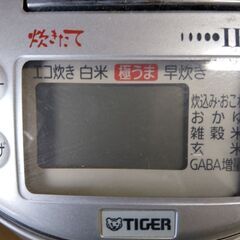 炊きたて
エコ炊き 白米 極うま 早炊き
炊込み・おこ
おかゆ
雑穀米
玄米
GABA増量
TIGER